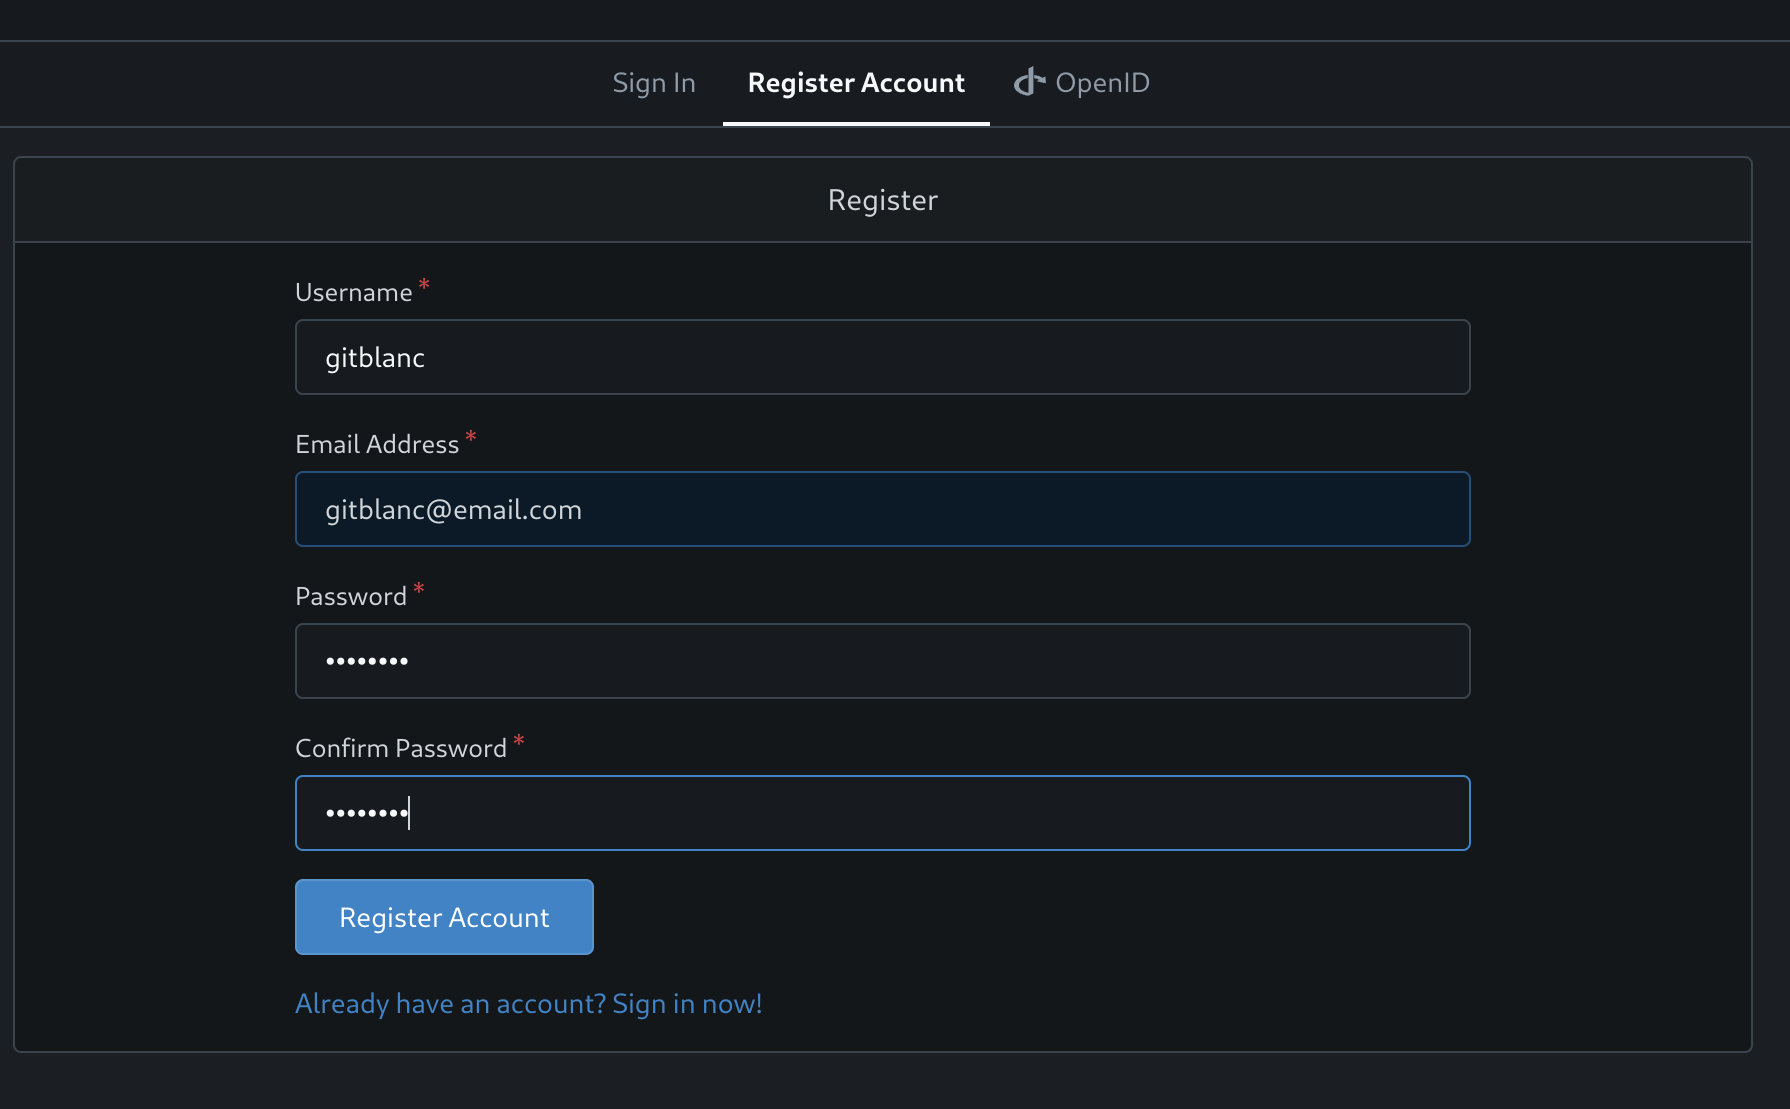 Sign In Register Account OpenID
Register
Username *
gitblanc
Email Address *
gitblanc@email.com
Password *
••••••••
Confirm Password *
••••••••
Register Account
Already have an account? Sign in now!